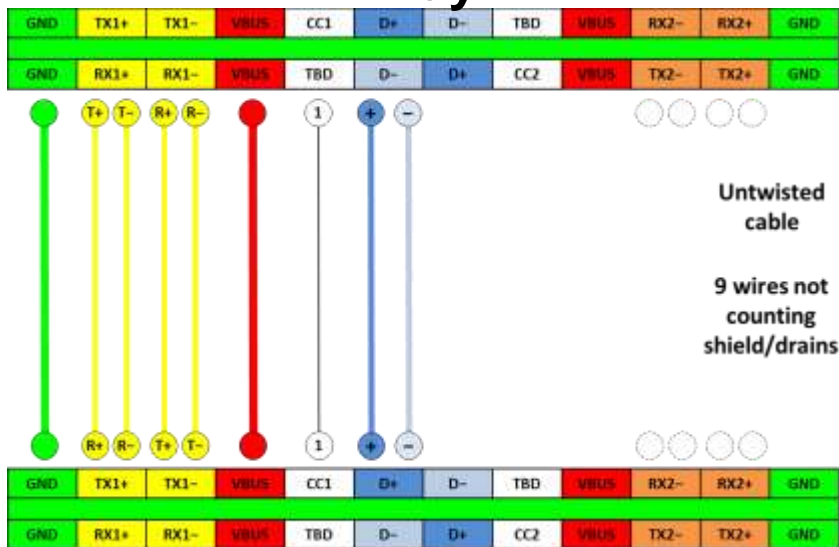 y
GND TX1+ TX1− VBUS CC1 D+ D− TBD VBUS RX2− RX2+ GND
GND RX1+ RX1− VBUS TBD D− D+ CC2 VBUS TX2− TX2+ GND
T+ T− R+ R− 1 + −
Untwisted
cable
9 wires not
counting
shield/drains
R+ R− T+ T− 1 + −
GND TX1+ TX1− VBUS CC1 D+ D− TBD VBUS RX2− RX2+ GND
GND RX1+ RX1− VBUS TBD D− D+ CC2 VBUS TX2− TX2+ GND